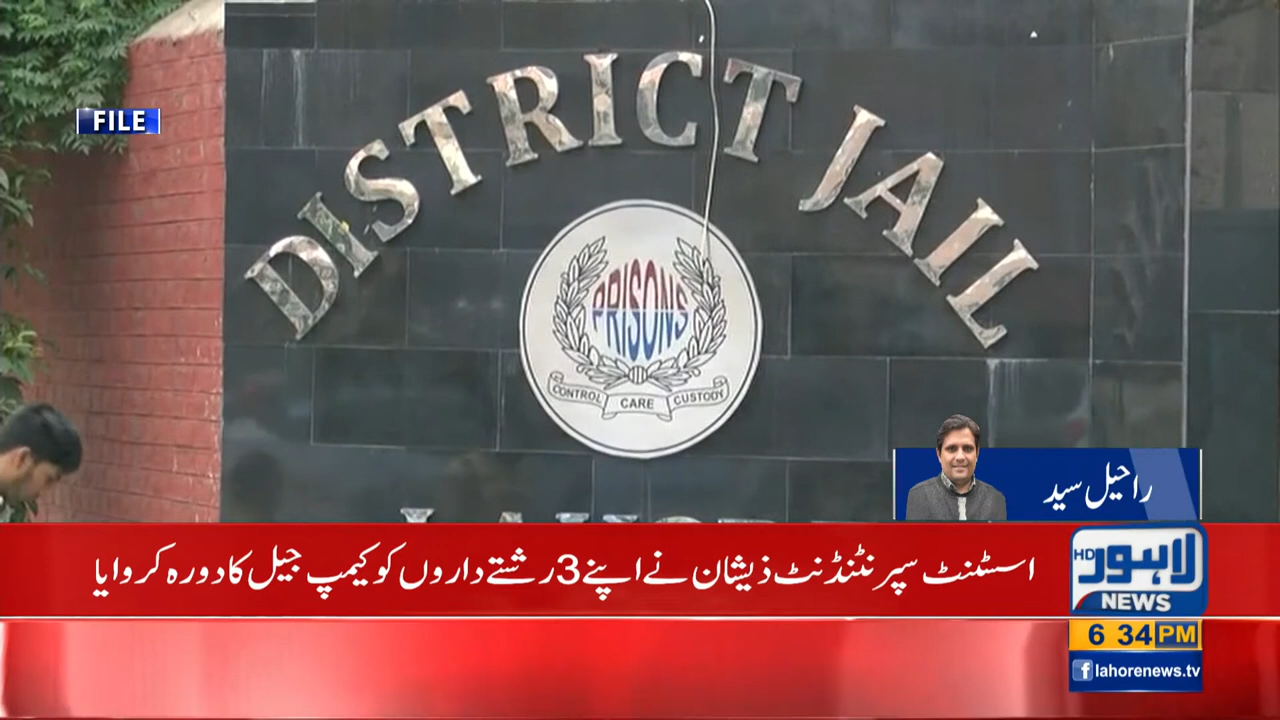 FILE
DISTRICT JAIL
PRISONS
CONTROL CARE CUSTODY
راحیل سید
اسسٹنٹ سپرنٹنڈنٹ ذیشان نے اپنے 3 رشتے داروں کو کیمپ جیل کا دورہ کروایا
لاہور HD
NEWS
6 34 PM
f lahorenews.tv